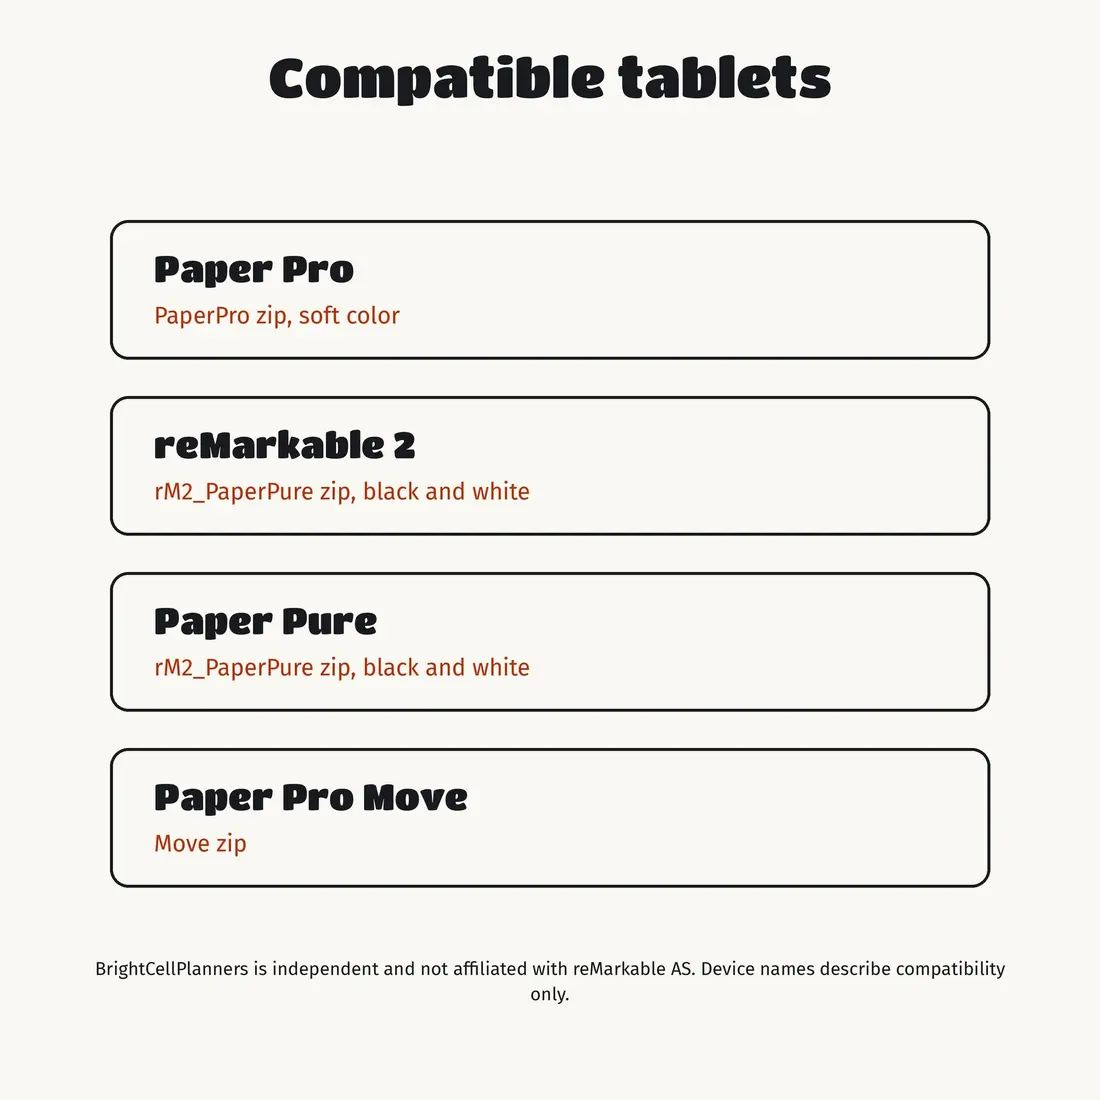 Compatible tablets
Paper Pro
PaperPro zip, soft color
reMarkable 2
rM2_PaperPure zip, black and white
Paper Pure
rM2_PaperPure zip, black and white
Paper Pro Move
Move zip
BrightCellPlanners is independent and not affiliated with reMarkable AS. Device names describe compatibility
only.